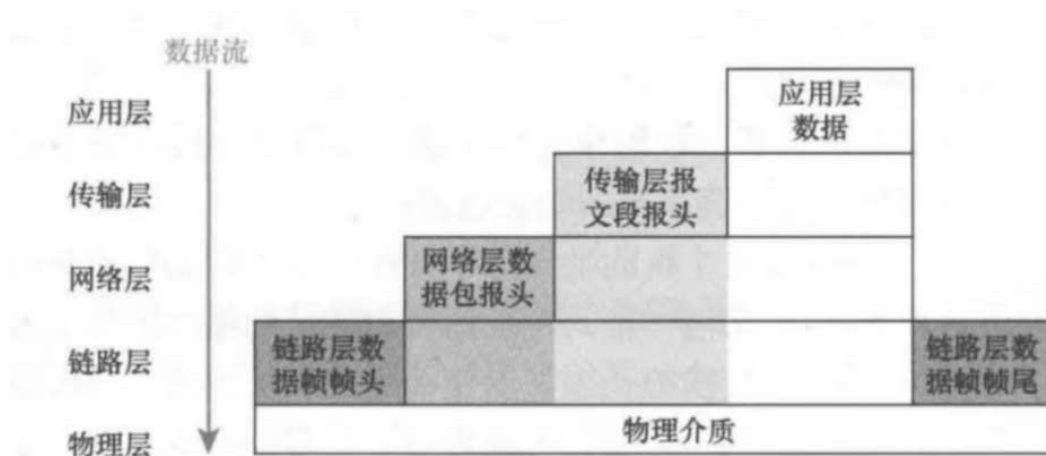 数据流
应用层
应用层
数据
传输层
传输层报
文段报头
网络层
网络层数
据包报头
链路层
链路层数
据帧帧头
链路层数
据帧帧尾
物理层
物理介质